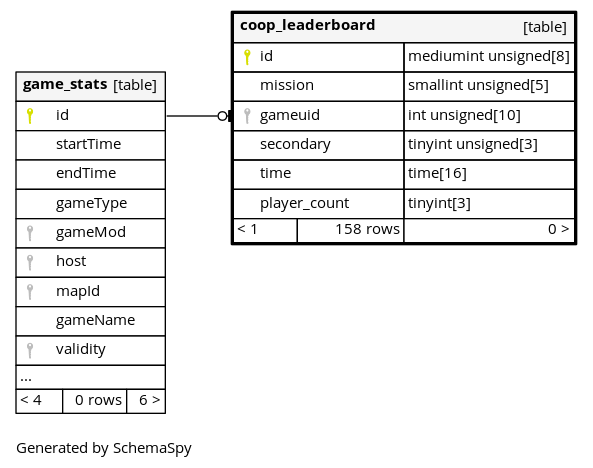 coop_leaderboard [table]
id mediumint unsigned[8]
mission smallint unsigned[5]
gameuid int unsigned[10]
secondary tinyint unsigned[3]
time time[16]
player_count tinyint[3]
< 1 158 rows 0 >
game_stats [table]
id
startTime
endTime
gameType
gameMod
host
mapId
gameName
validity
...
< 4 0 rows 6 >
Generated by SchemaSpy